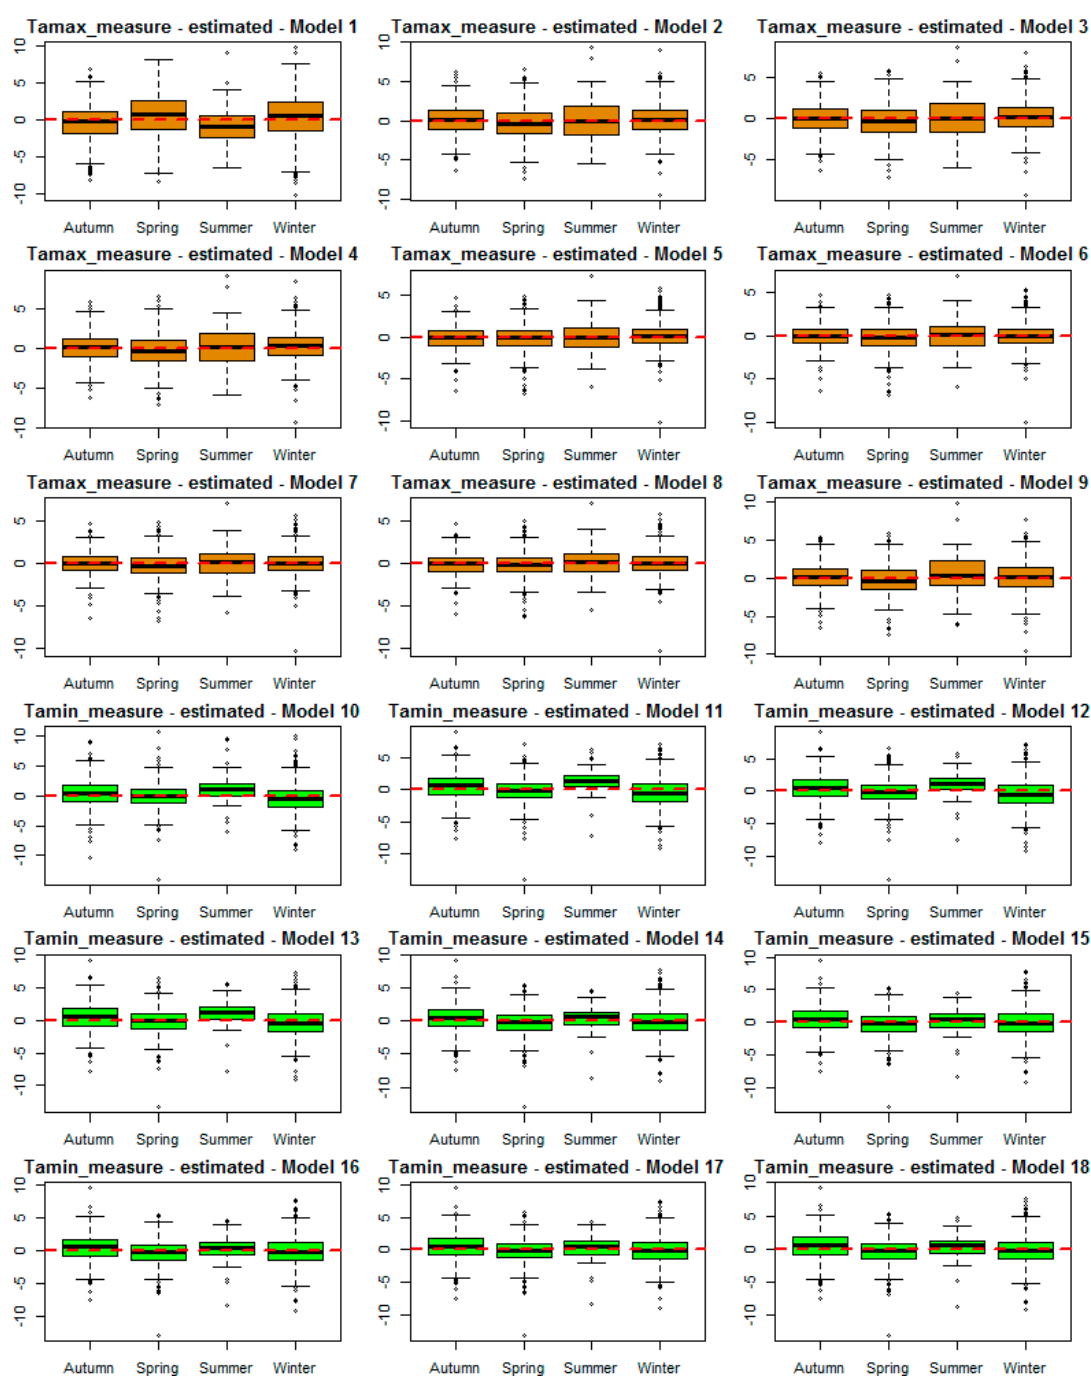 Tamax_measure - estimated - Model 1
10
5
0
-5
-10
Autumn Spring Summer Winter
Tamax_measure - estimated - Model 2
10
5
0
-5
-10
Autumn Spring Summer Winter
Tamax_measure - estimated - Model 3
5
0
-5
Autumn Spring Summer Winter
Tamax_measure - estimated - Model 4
5
0
-5
-10
Autumn Spring Summer Winter
Tamax_measure - estimated - Model 5
5
0
-5
-10
Autumn Spring Summer Winter
Tamax_measure - estimated - Model 6
5
0
-5
-10
Autumn Spring Summer Winter
Tamax_measure - estimated - Model 7
5
0
-5
-10
Autumn Spring Summer Winter
Tamax_measure - estimated - Model 8
5
0
-5
-10
Autumn Spring Summer Winter
Tamax_measure - estimated - Model 9
10
5
0
-5
-10
Autumn Spring Summer Winter
Tamin_measure - estimated - Model 10
10
5
0
-5
-10
Autumn Spring Summer Winter
Tamin_measure - estimated - Model 11
5
0
-5
-10
Autumn Spring Summer Winter
Tamin_measure - estimated - Model 12
5
0
-5
-10
Autumn Spring Summer Winter
Tamin_measure - estimated - Model 13
10
5
0
-5
-10
Autumn Spring Summer Winter
Tamin_measure - estimated - Model 14
10
5
0
-5
-10
Autumn Spring Summer Winter
Tamin_measure - estimated - Model 15
10
5
0
-5
-10
Autumn Spring Summer Winter
Tamin_measure - estimated - Model 16
10
5
0
-5
-10
Autumn Spring Summer Winter
Tamin_measure - estimated - Model 17
10
5
0
-5
-10
Autumn Spring Summer Winter
Tamin_measure - estimated - Model 18
10
5
0
-5
-10
Autumn Spring Summer Winter